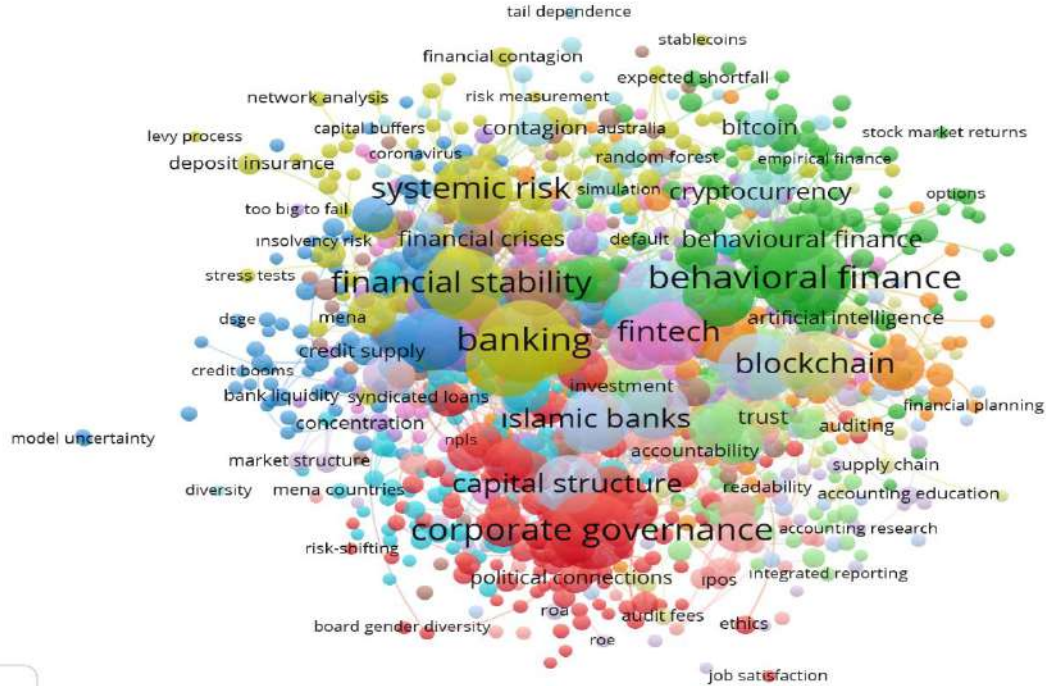 tail dependence
stablecoins
financial contagion
expected shortfall
network analysis
risk measurement
levy process
capital buffers
contagion
australia
bitcoin
stock market returns
deposit insurance
coronavirus
random forest
empirical finance
systemic risk
simulation
cryptocurrency
options
too big to fail
insolvency risk
financial crises
default
behavioural finance
stress tests
financial stability
behavioral finance
dsge
mena
banking
fintech
artificial intelligence
credit supply
blockchain
credit booms
investment
bank liquidity
syndicated loans
financial planning
concentration
islamic banks
trust
auditing
model uncertainty
npls
accountability
market structure
supply chain
diversity
mena countries
capital structure
readability
accounting education
corporate governance
accounting research
risk-shifting
political connections
ipos
integrated reporting
board gender diversity
roa
audit fees
ethics
roe
job satisfaction